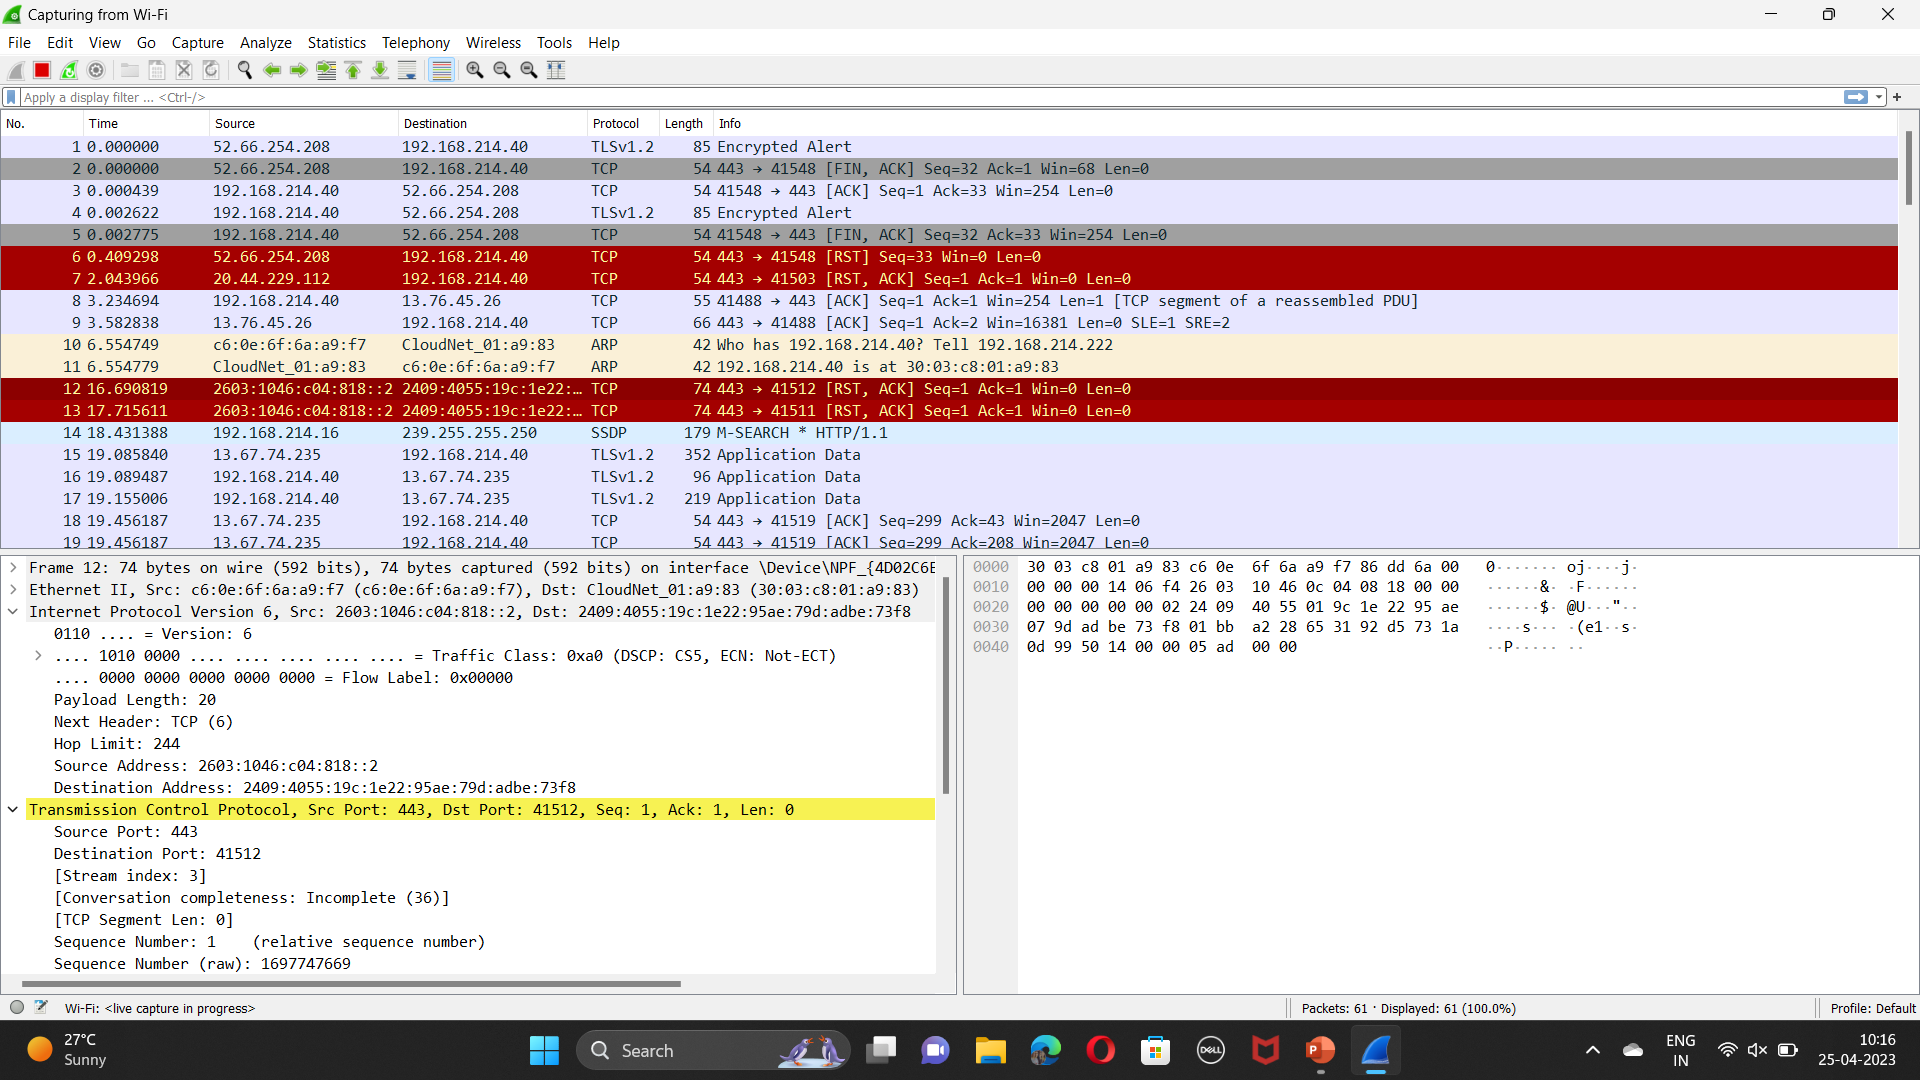 Capturing from Wi-Fi
File Edit View Go Capture Analyze Statistics Telephony Wireless Tools Help
Apply a display filter ... <Ctrl-/>
No. Time Source Destination Protocol Length Info
1 0.000000 52.66.254.208 192.168.214.40 TLSv1.2 85 Encrypted Alert
2 0.000000 52.66.254.208 192.168.214.40 TCP 54 443 → 41548 [FIN, ACK] Seq=32 Ack=1 Win=68 Len=0
3 0.000439 192.168.214.40 52.66.254.208 TCP 54 41548 → 443 [ACK] Seq=1 Ack=33 Win=254 Len=0
4 0.002622 192.168.214.40 52.66.254.208 TLSv1.2 85 Encrypted Alert
5 0.002775 192.168.214.40 52.66.254.208 TCP 54 41548 → 443 [FIN, ACK] Seq=32 Ack=33 Win=254 Len=0
6 0.409298 52.66.254.208 192.168.214.40 TCP 54 443 → 41548 [RST] Seq=33 Win=0 Len=0
7 2.043966 20.44.229.112 192.168.214.40 TCP 54 443 → 41503 [RST, ACK] Seq=1 Ack=1 Win=0 Len=0
8 3.234694 192.168.214.40 13.76.45.26 TCP 55 41488 → 443 [ACK] Seq=1 Ack=1 Win=254 Len=1 [TCP segment of a reassembled PDU]
9 3.582838 13.76.45.26 192.168.214.40 TCP 66 443 → 41488 [ACK] Seq=1 Ack=2 Win=16381 Len=0 SLE=1 SRE=2
10 6.554749 c6:0e:6f:6a:a9:f7 CloudNet_01:a9:83 ARP 42 Who has 192.168.214.40? Tell 192.168.214.222
11 6.554779 CloudNet_01:a9:83 c6:0e:6f:6a:a9:f7 ARP 42 192.168.214.40 is at 30:03:c8:01:a9:83
12 16.690819 2603:1046:c04:818::2 2409:4055:19c:1e22:… TCP 74 443 → 41512 [RST, ACK] Seq=1 Ack=1 Win=0 Len=0
13 17.715611 2603:1046:c04:818::2 2409:4055:19c:1e22:… TCP 74 443 → 41511 [RST, ACK] Seq=1 Ack=1 Win=0 Len=0
14 18.431388 192.168.214.16 239.255.255.250 SSDP 179 M-SEARCH * HTTP/1.1
15 19.085840 13.67.74.235 192.168.214.40 TLSv1.2 352 Application Data
16 19.089487 192.168.214.40 13.67.74.235 TLSv1.2 96 Application Data
17 19.155006 192.168.214.40 13.67.74.235 TLSv1.2 219 Application Data
18 19.456187 13.67.74.235 192.168.214.40 TCP 54 443 → 41519 [ACK] Seq=299 Ack=43 Win=2047 Len=0
19 19.456187 13.67.74.235 192.168.214.40 TCP 54 443 → 41519 [ACK] Seq=299 Ack=208 Win=2047 Len=0
Frame 12: 74 bytes on wire (592 bits), 74 bytes captured (592 bits) on interface \Device\NPF_{4D02C6E
Ethernet II, Src: c6:0e:6f:6a:a9:f7 (c6:0e:6f:6a:a9:f7), Dst: CloudNet_01:a9:83 (30:03:c8:01:a9:83)
Internet Protocol Version 6, Src: 2603:1046:c04:818::2, Dst: 2409:4055:19c:1e22:95ae:79d:adbe:73f8
0110 .... = Version: 6
.... 1010 0000 .... .... .... .... .... = Traffic Class: 0xa0 (DSCP: CS5, ECN: Not-ECT)
.... 0000 0000 0000 0000 0000 = Flow Label: 0x00000
Payload Length: 20
Next Header: TCP (6)
Hop Limit: 244
Source Address: 2603:1046:c04:818::2
Destination Address: 2409:4055:19c:1e22:95ae:79d:adbe:73f8
Transmission Control Protocol, Src Port: 443, Dst Port: 41512, Seq: 1, Ack: 1, Len: 0
Source Port: 443
Destination Port: 41512
[Stream index: 3]
[Conversation completeness: Incomplete (36)]
[TCP Segment Len: 0]
Sequence Number: 1    (relative sequence number)
Sequence Number (raw): 1697747669
0000 30 03 c8 01 a9 83 c6 0e 6f 6a a9 f7 86 dd 6a 00 0······· oj····j·
0010 00 00 00 14 06 f4 26 03 10 46 0c 04 08 18 00 00 ······&· ·F······
0020 00 00 00 00 00 02 24 09 40 55 01 9c 1e 22 95 ae ······$· @U···"··
0030 07 9d ad be 73 f8 01 bb a2 28 65 31 92 d5 73 1a ····s··· ·(e1··s·
0040 0d 99 50 14 00 00 05 ad 00 00 ··P····· ··
Wi-Fi: <live capture in progress>
Packets: 61 · Displayed: 61 (100.0%)
Profile: Default
27°C
Sunny
Search
DELL
P
ENG
IN
10:16
25-04-2023